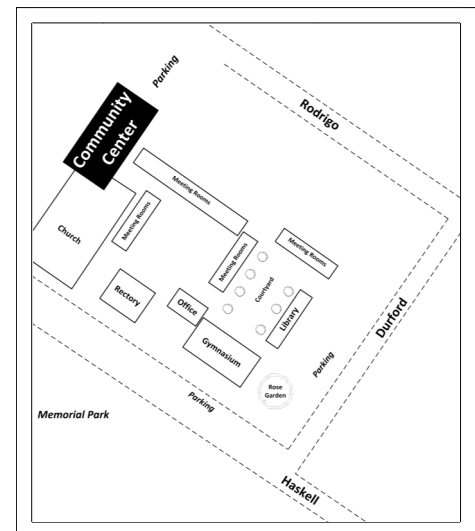 Parking
Rodrigo
Community
Center
Meeting Rooms
Church
Meeting Rooms
Meeting Rooms
Meeting Rooms
Courtyard
Rectory
Office
Library
Durford
Gymnasium
Parking
Rose
Garden
Parking
Memorial Park
Haskell